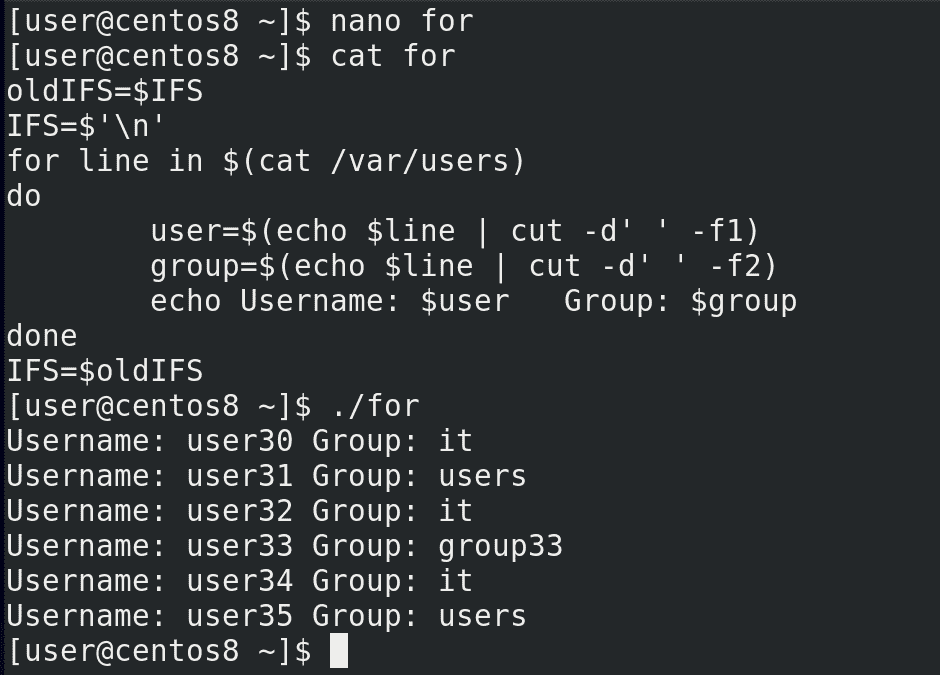 [user@centos8 ~]$ nano for
[user@centos8 ~]$ cat for
oldIFS=$IFS
IFS=$'\n'
for line in $(cat /var/users)
do
        user=$(echo $line | cut -d' ' -f1)
        group=$(echo $line | cut -d' ' -f2)
        echo Username: $user   Group: $group
done
IFS=$oldIFS
[user@centos8 ~]$ ./for
Username: user30 Group: it
Username: user31 Group: users
Username: user32 Group: it
Username: user33 Group: group33
Username: user34 Group: it
Username: user35 Group: users
[user@centos8 ~]$